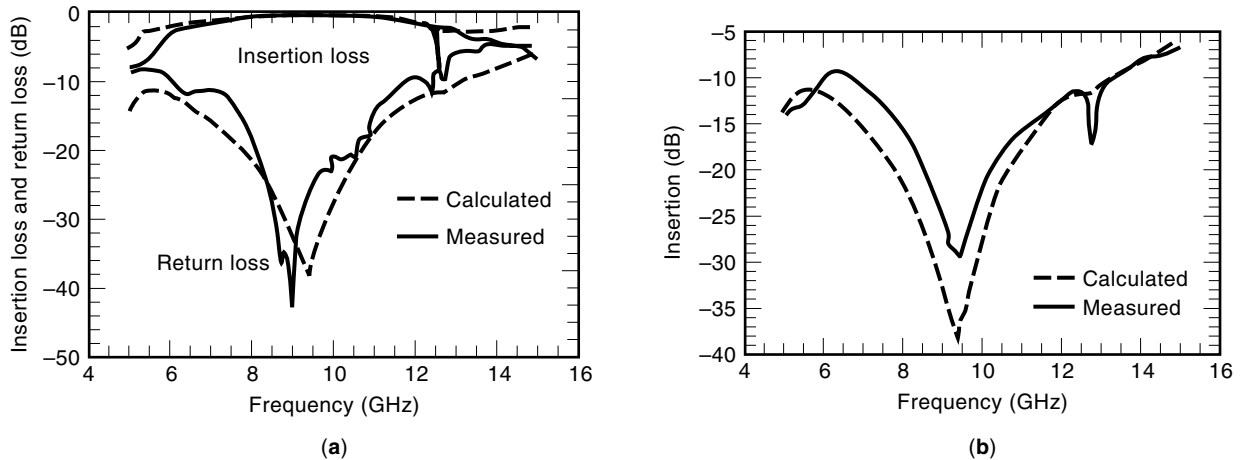 Insertion loss and return loss (dB)
0
–10
–20
–30
–40
–50
Insertion loss
Calculated
Measured
Return loss
4
6
8
10
12
14
16
Frequency (GHz)
(a)
Insertion (dB)
–5
–10
–15
–20
–25
–30
–35
–40
Calculated
Measured
4
6
8
10
12
14
16
Frequency (GHz)
(b)